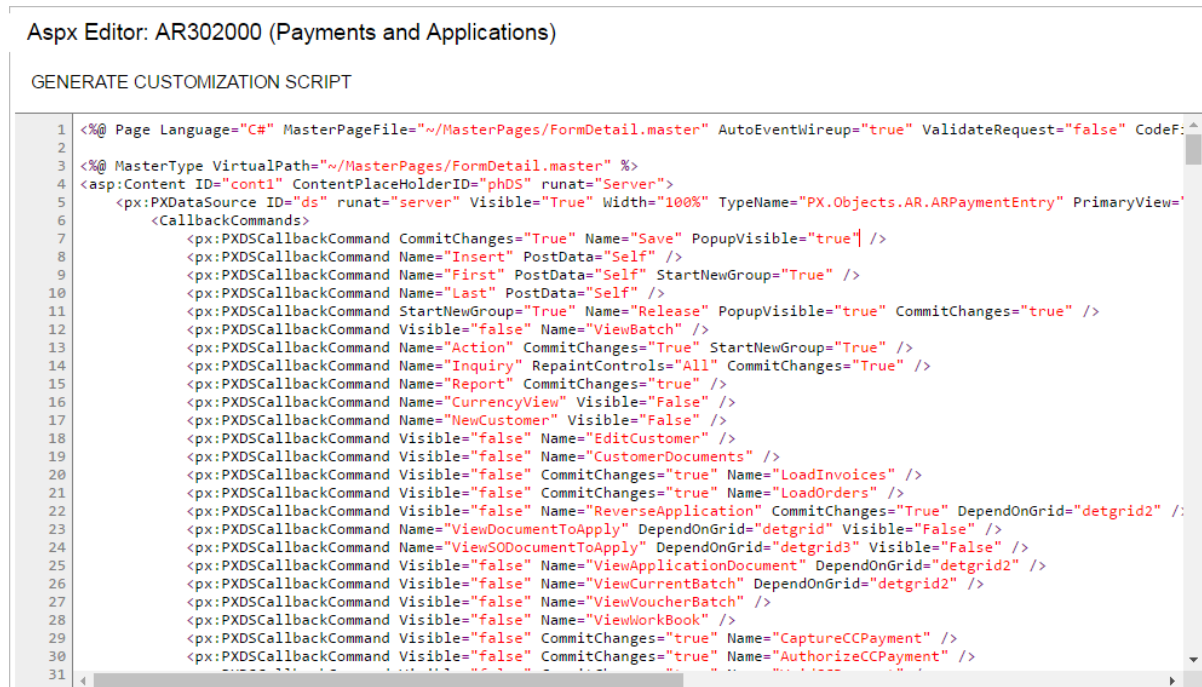 Aspx Editor: AR302000 (Payments and Applications)
GENERATE CUSTOMIZATION SCRIPT
1 <%@ Page Language="C#" MasterPageFile="~/MasterPages/FormDetail.master" AutoEventWireup="true" ValidateRequest="false"
2
3 <%@ MasterType VirtualPath="~/MasterPages/FormDetail.master" %>
4 <asp:Content ID="cont1" ContentPlaceHolderID="phDS" runat="Server">
5 <px:PXDataSource ID="ds" runat="server" Visible="True" Width="100%" TypeName="PX.Objects.AR.ARPaymentEntry" PrimaryView="
6 <CallbackCommands>
7 <px:PXDSCallbackCommand CommitChanges="True" Name="Save" PopupVisible="true" />
8 <px:PXDSCallbackCommand Name="Insert" PostData="Self" />
9 <px:PXDSCallbackCommand Name="First" PostData="Self" StartNewGroup="True" />
10 <px:PXDSCallbackCommand Name="Last" PostData="Self" />
11 <px:PXDSCallbackCommand StartNewGroup="True" Name="Release" PopupVisible="true" CommitChanges="true" />
12 <px:PXDSCallbackCommand Visible="false" Name="ViewBatch" />
13 <px:PXDSCallbackCommand Name="Action" CommitChanges="True" StartNewGroup="True" />
14 <px:PXDSCallbackCommand Name="Inquiry" RepaintControls="All" CommitChanges="True" />
15 <px:PXDSCallbackCommand Name="Report" CommitChanges="true" />
16 <px:PXDSCallbackCommand Name="CurrencyView" Visible="False" />
17 <px:PXDSCallbackCommand Name="NewCustomer" Visible="False" />
18 <px:PXDSCallbackCommand Visible="false" Name="EditCustomer" />
19 <px:PXDSCallbackCommand Visible="false" Name="CustomerDocuments" />
20 <px:PXDSCallbackCommand Visible="false" CommitChanges="true" Name="LoadInvoices" />
21 <px:PXDSCallbackCommand Visible="false" CommitChanges="true" Name="LoadOrders" />
22 <px:PXDSCallbackCommand Visible="false" Name="ReverseApplication" CommitChanges="True" DependOnGrid="detgrid2" /
23 <px:PXDSCallbackCommand Name="ViewDocumentToApply" DependOnGrid="detgrid" Visible="False" />
24 <px:PXDSCallbackCommand Name="ViewSODocumentToApply" DependOnGrid="detgrid3" Visible="False" />
25 <px:PXDSCallbackCommand Visible="false" Name="ViewApplicationDocument" DependOnGrid="detgrid2" />
26 <px:PXDSCallbackCommand Visible="false" Name="ViewCurrentBatch" DependOnGrid="detgrid2" />
27 <px:PXDSCallbackCommand Visible="false" Name="ViewVoucherBatch" />
28 <px:PXDSCallbackCommand Visible="false" Name="ViewWorkBook" />
29 <px:PXDSCallbackCommand Visible="false" CommitChanges="true" Name="CaptureCCPayment" />
30 <px:PXDSCallbackCommand Visible="false" CommitChanges="true" Name="AuthorizeCCPayment" />
31